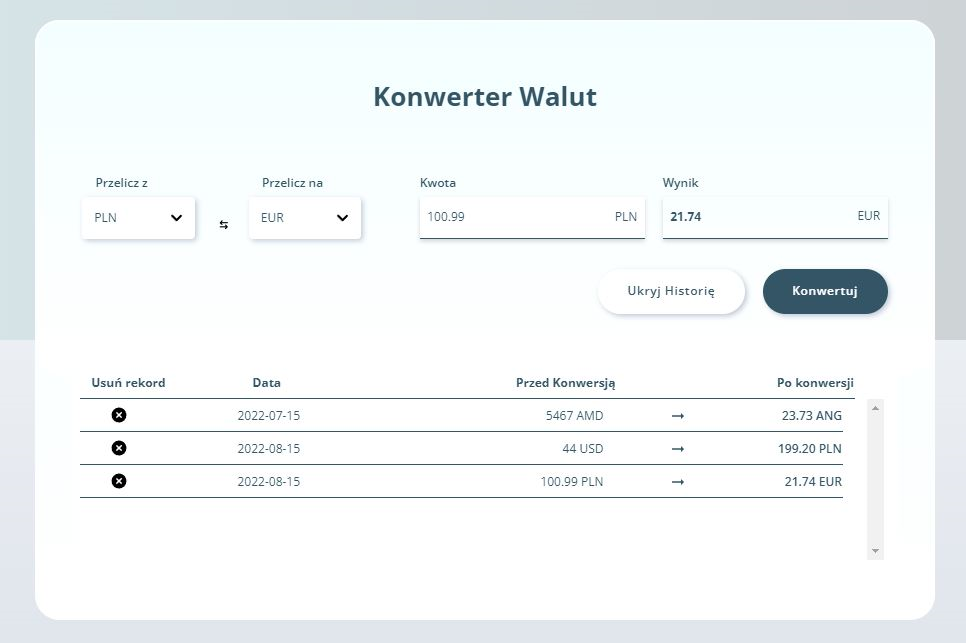 Konwerter Walut
Przelicz z Przelicz na Kwota Wynik
PLN ⇆ EUR 100.99 PLN 21.74 EUR
Ukryj Historię Konwertuj
Usuń rekord Data Przed Konwersją Po konwersji
2022-07-15 5467 AMD → 23.73 ANG
2022-08-15 44 USD → 199.20 PLN
2022-08-15 100.99 PLN → 21.74 EUR